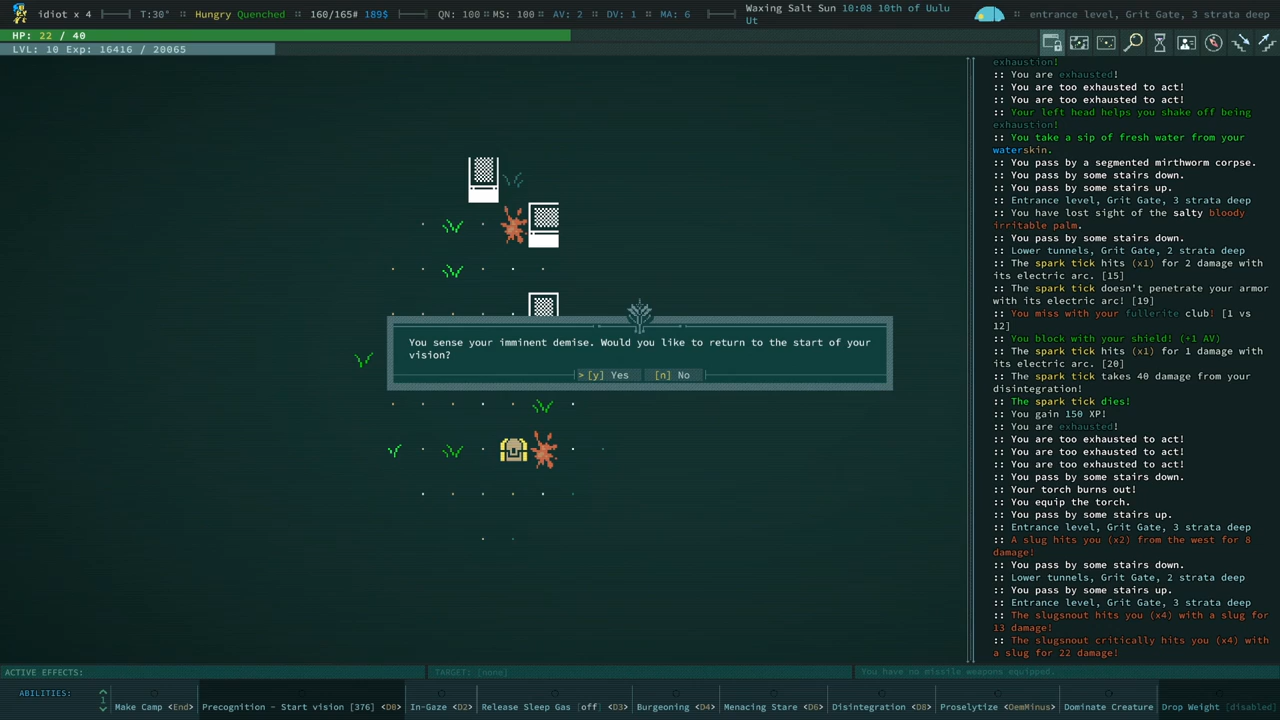 idiot x 4 T:30° Hungry Quenched 160/165# 189$ QN: 100 MS: 100 AV: 2 DV: 1 MA: 6 Waxing Salt Sun 10:08 10th of Uulu Ut entrance level, Grit Gate, 3 strata deep
HP: 22 / 40
LVL: 10 Exp: 16416 / 20065
exhaustion!
:: You are exhausted!
:: You are too exhausted to act!
:: You are too exhausted to act!
:: Your left head helps you shake off being
exhaustion!
:: You take a sip of fresh water from your
waterskin.
:: You pass by a segmented mirthworm corpse.
:: You pass by some stairs down.
:: You pass by some stairs up.
:: Entrance level, Grit Gate, 3 strata deep
:: You have lost sight of the salty bloody
irritable palm.
:: You pass by some stairs down.
:: Lower tunnels, Grit Gate, 2 strata deep
:: The spark tick hits (x1) for 2 damage with
its electric arc. [15]
:: The spark tick doesn't penetrate your armor
with its electric arc! [19]
:: You miss with your fullerite club! [1 vs
12]
:: You block with your shield! (+1 AV)
:: The spark tick hits (x1) for 1 damage with
its electric arc. [20]
:: The spark tick takes 40 damage from your
disintegration!
:: The spark tick dies!
:: You gain 150 XP!
:: You are exhausted!
:: You are too exhausted to act!
:: You are too exhausted to act!
:: You are too exhausted to act!
:: You pass by some stairs down.
:: Your torch burns out!
:: You equip the torch.
:: You pass by some stairs up.
:: Entrance level, Grit Gate, 3 strata deep
:: A slug hits you (x2) from the west for 8
damage!
:: You pass by some stairs down.
:: Lower tunnels, Grit Gate, 2 strata deep
:: You pass by some stairs up.
:: Entrance level, Grit Gate, 3 strata deep
:: The slugsnout hits you (x4) with a slug for
13 damage!
:: The slugsnout critically hits you (x4) with
a slug for 22 damage!
You sense your imminent demise. Would you like to return to the start of your
vision?
> [y] Yes [n] No
ACTIVE EFFECTS: TARGET: [none] You have no missile weapons equipped.
ABILITIES: 1 Make Camp <End> Precognition - Start vision [376] <D0> In-Gaze <D2> Release Sleep Gas [off] <D3> Burgeoning <D4> Menacing Stare <D6> Disintegration <D8> Proselytize <OemMinus> Dominate Creature Drop Weight [disabled]